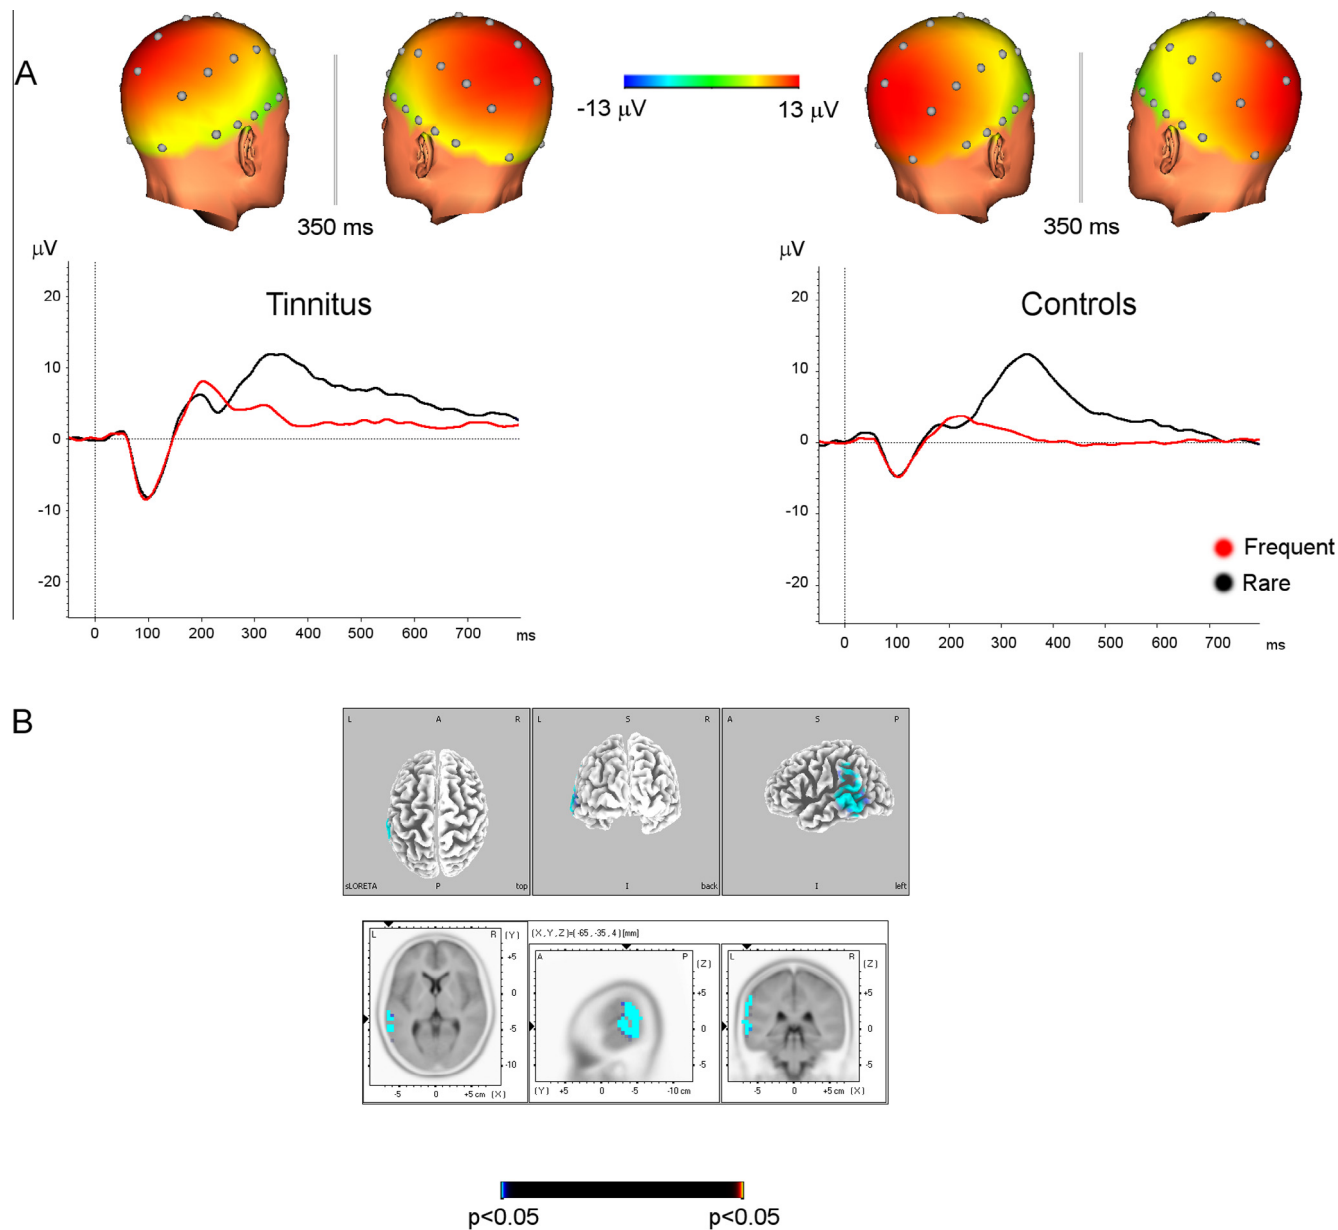 A
-13 µV
13 µV
350 ms
350 ms
µV
20
10
0
-10
-20
Tinnitus
0 100 200 300 400 500 600 700 ms
µV
20
10
0
-10
-20
Controls
Frequent
Rare
0 100 200 300 400 500 600 700 ms
B
L A R
sLORETA P top
L S R
I back
A S P
I left
L R (Y)
+5
0
-5
-10
-5 0 +5 cm (X)
(X,Y,Z)=(-65,-35,4)[mm]
A P (Z)
+5
0
-5
(Y) +5 0 -5 -10 cm
L R (Z)
+5
0
-5
-5 0 +5 cm (X)
p<0.05
p<0.05